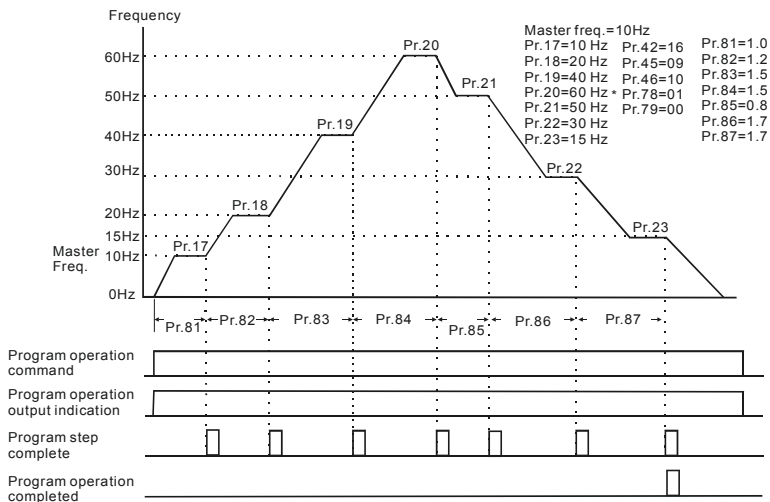 Frequency
Master freq.=10Hz
Pr.17=10 Hz Pr.42=16 Pr.81=1.0
Pr.18=20 Hz Pr.45=09 Pr.82=1.2
Pr.19=40 Hz Pr.46=10 Pr.83=1.5
Pr.20=60 Hz * Pr.78=01 Pr.84=1.5
Pr.21=50 Hz Pr.79=00 Pr.85=0.8
Pr.22=30 Hz Pr.86=1.7
Pr.23=15 Hz Pr.87=1.7
Pr.20
60Hz
Pr.21
50Hz
Pr.19
40Hz
Pr.22
30Hz
Pr.18
20Hz
Pr.23
15Hz
Pr.17
Master
Freq.
10Hz
0Hz
Pr.81 Pr.82 Pr.83 Pr.84 Pr.85 Pr.86 Pr.87
Program operation
command
Program operation
output indication
Program step
complete
Program operation
completed